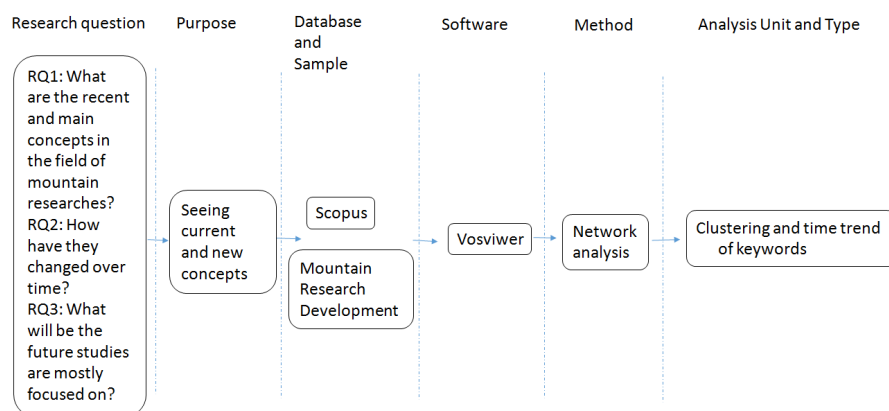 Research question
Purpose
Database
and
Sample
Software
Method
Analysis Unit and Type
RQ1: What
are the recent
and main
concepts in
the field of
mountain
researches?
RQ2: How
have they
changed over
time?
RQ3: What
will be the
future studies
are mostly
focused on?
Seeing
current
and new
concepts
Scopus
Mountain
Research
Development
Vosviwer
Network
analysis
Clustering and time trend
of keywords